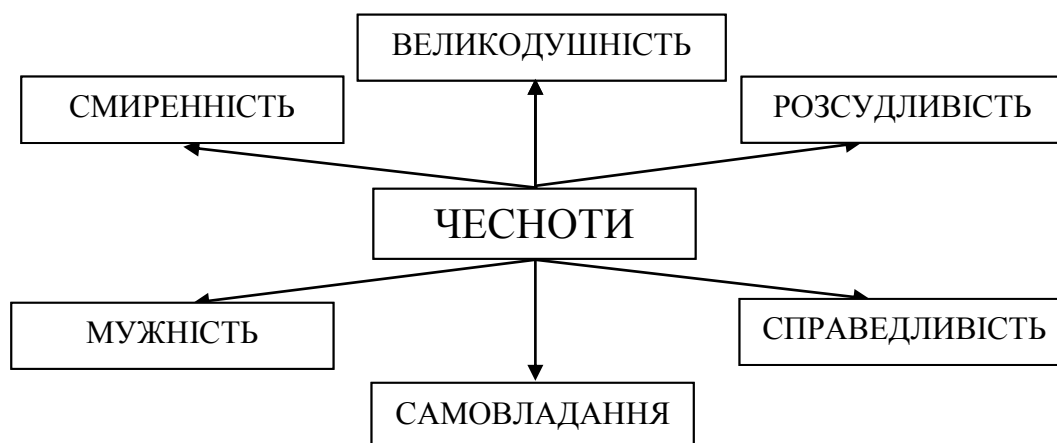 ВЕЛИКОДУШНІСТЬ
СМИРЕННІСТЬ
РОЗСУДЛИВІСТЬ
ЧЕСНОТИ
МУЖНІСТЬ
СПРАВЕДЛИВІСТЬ
САМОВЛАДАННЯ